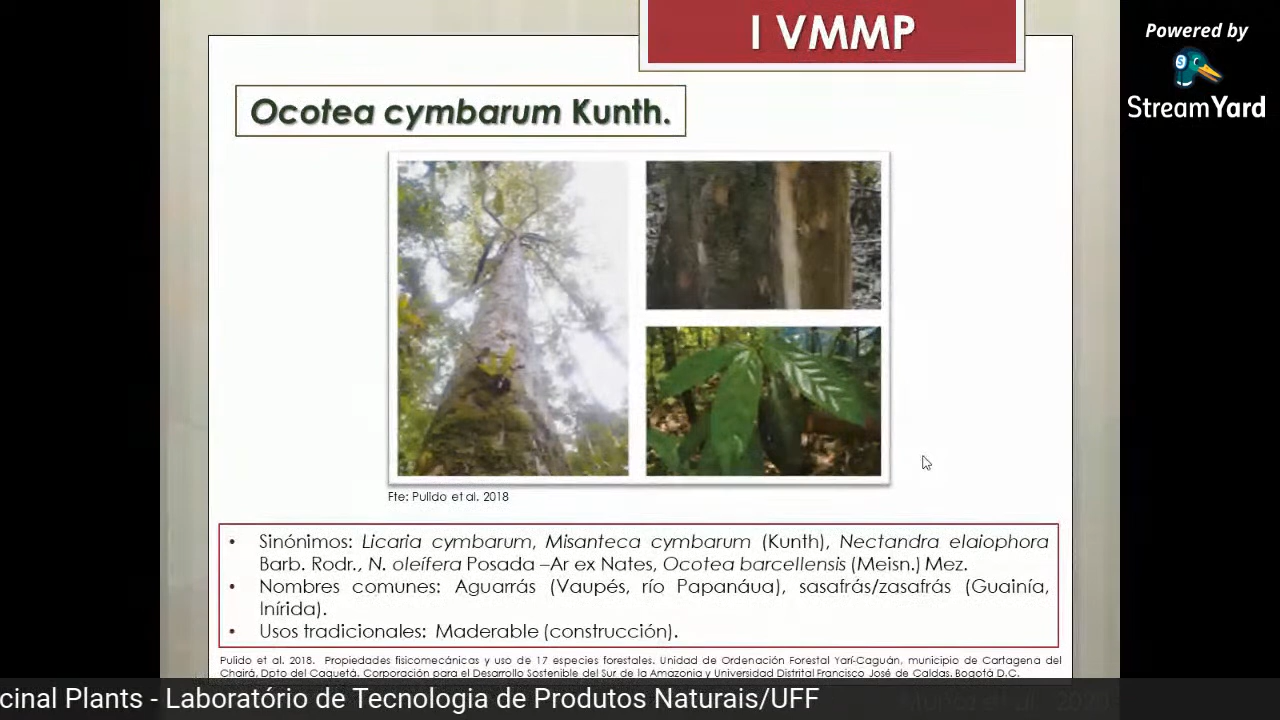 I VMMP
Powered by
StreamYard
Ocotea cymbarum Kunth.
Fte: Pulido et al. 2018
• Sinónimos: Licaria cymbarum, Misanteca cymbarum (Kunth), Nectandra elaiophora
Barb. Rodr., N. oleífera Posada –Ar ex Nates, Ocotea barcellensis (Meisn.) Mez.
• Nombres comunes: Aguarrás (Vaupés, río Papanáua), sasafrás/zasafrás (Guainía,
Inírida).
• Usos tradicionales: Maderable (construcción).
Pulido et al. 2018. Propiedades fisicomecánicas y uso de 17 especies forestales. Unidad de Ordenación Forestal Yarí-Caguán, municipio de Cartagena del
Chairá, Dpto del Caquetá. Corporación para el Desarrollo Sostenible del Sur de la Amazonia y Universidad Distrital Francisco José de Caldas. Bogotá D.C.
cinal Plants - Laboratório de Tecnologia de Produtos Naturais/UFF